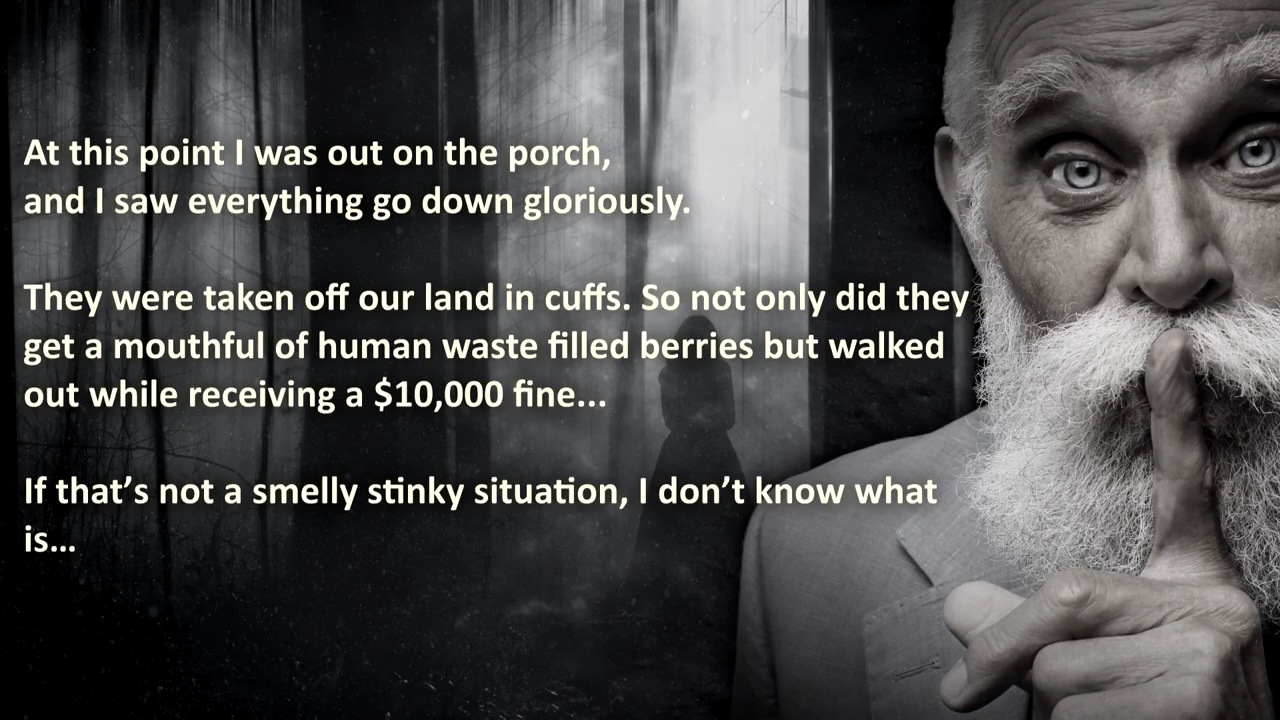 At this point I was out on the porch,
and I saw everything go down gloriously.
They were taken off our land in cuffs. So not only did they
get a mouthful of human waste filled berries but walked
out while receiving a $10,000 fine...
If that’s not a smelly stinky situation, I don’t know what
is...